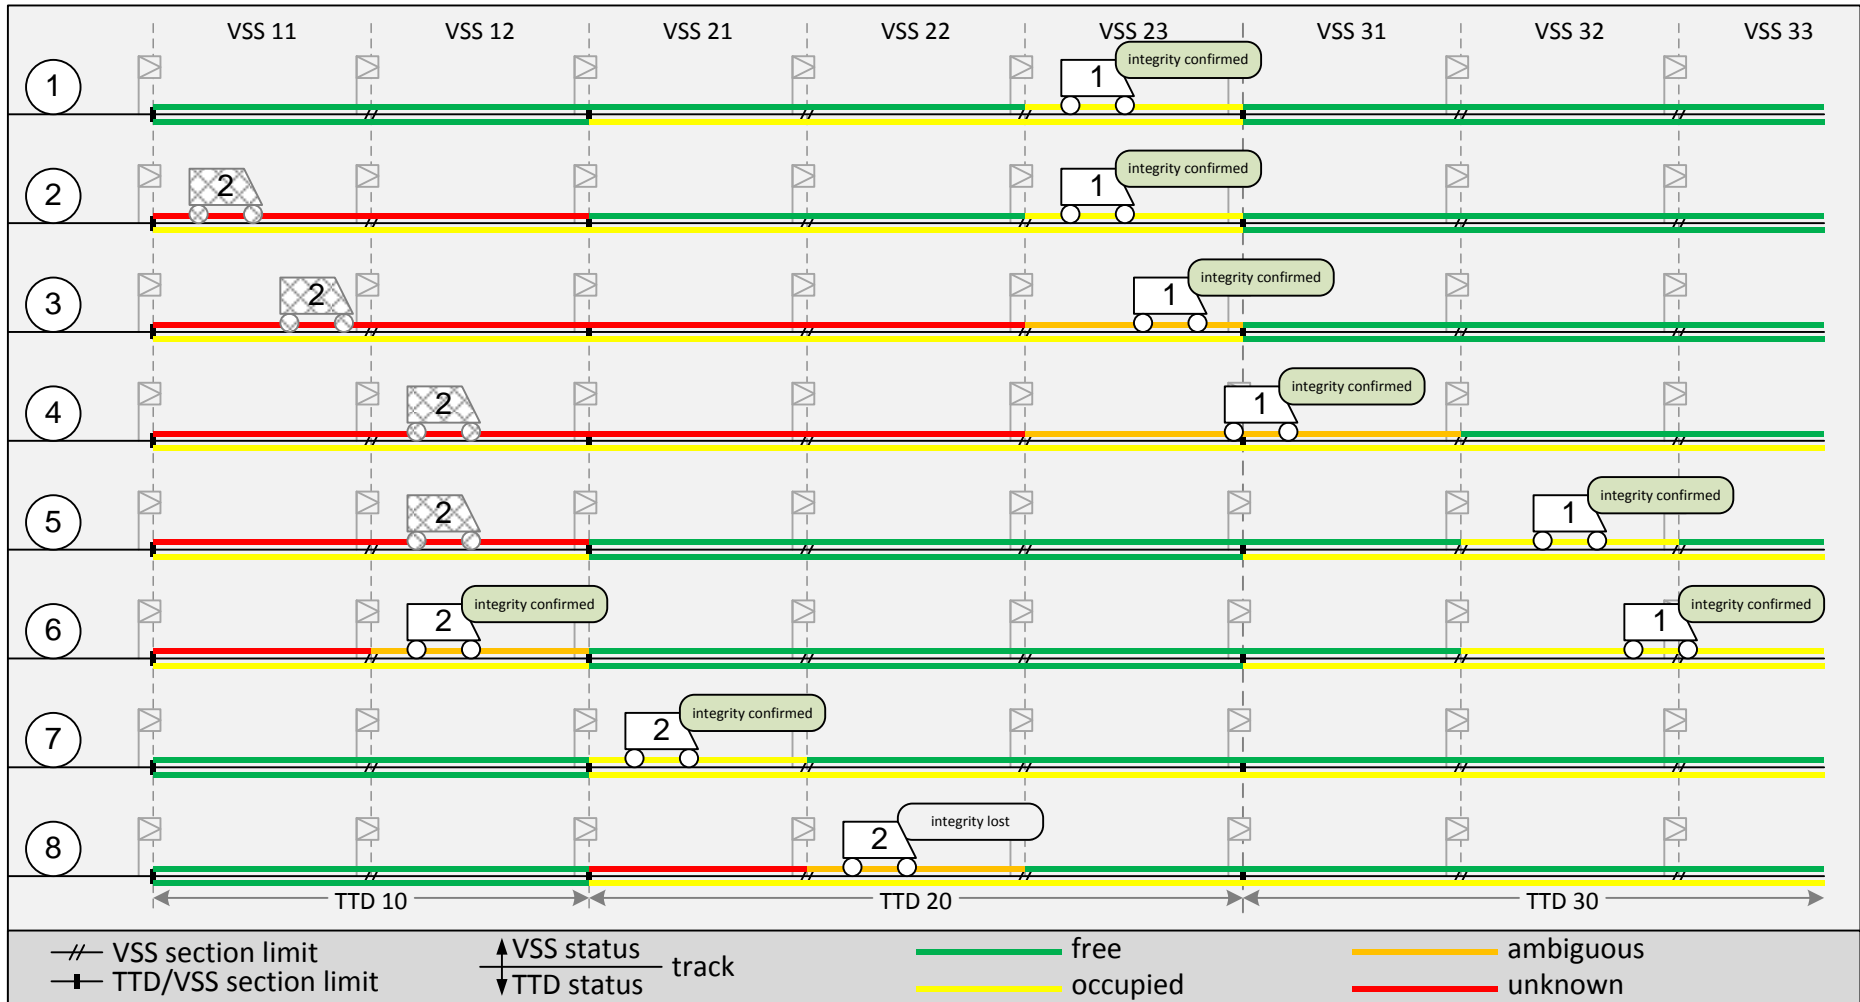 VSS 11 VSS 12 VSS 21 VSS 22 VSS 23 VSS 31 VSS 32 VSS 33
1 1 integrity confirmed
2 2 1 integrity confirmed
3 2 1 integrity confirmed
4 2 1 integrity confirmed
5 2 1 integrity confirmed
6 2 integrity confirmed 1 integrity confirmed
7 2 integrity confirmed
8 2 integrity lost
TTD 10 TTD 20 TTD 30
VSS section limit VSS status track free ambiguous
TTD/VSS section limit TTD status occupied unknown